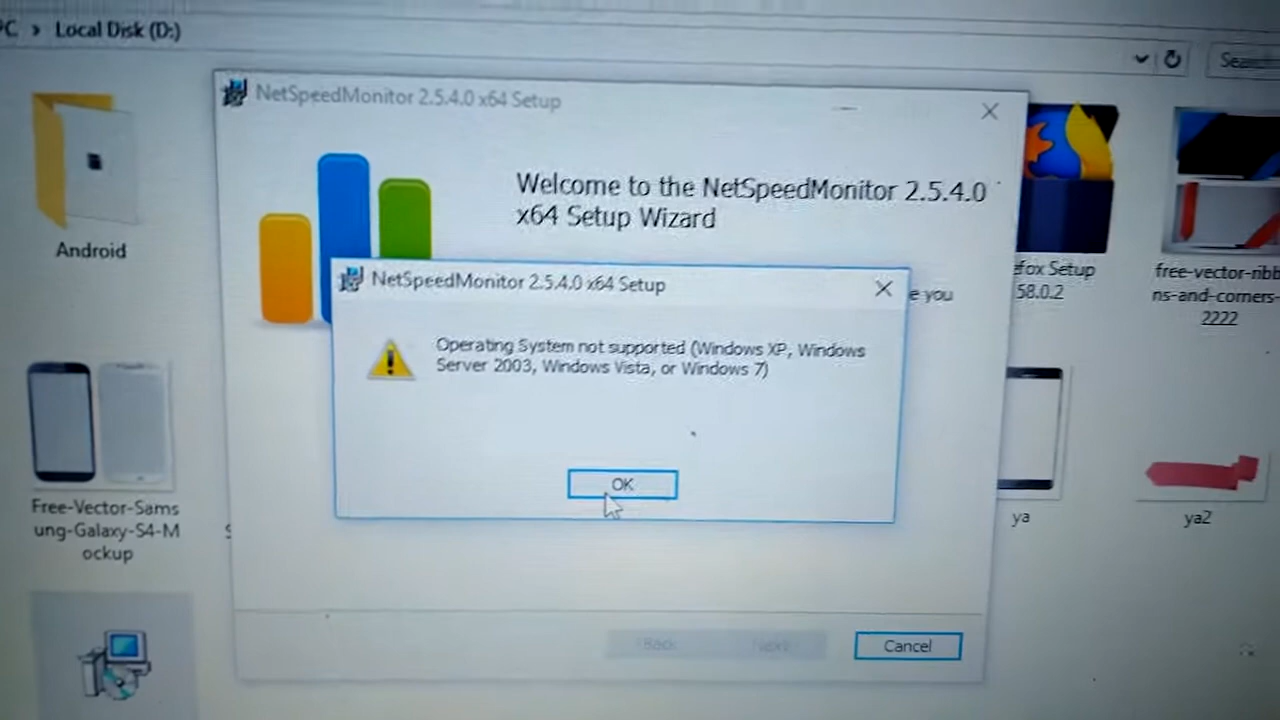 PC > Local Disk (D:)
NetSpeedMonitor 2.5.4.0 x64 Setup
Welcome to the NetSpeedMonitor 2.5.4.0
x64 Setup Wizard
e you
NetSpeedMonitor 2.5.4.0 x64 Setup
Operating System not supported (Windows XP, Windows
Server 2003, Windows Vista, or Windows 7)
OK
Back Next
Cancel
Android
efox Setup
58.0.2
free-vector-ribb
ns-and-corners-
2222
Free-Vector-Sams
ung-Galaxy-S4-M
ockup
ya
ya2